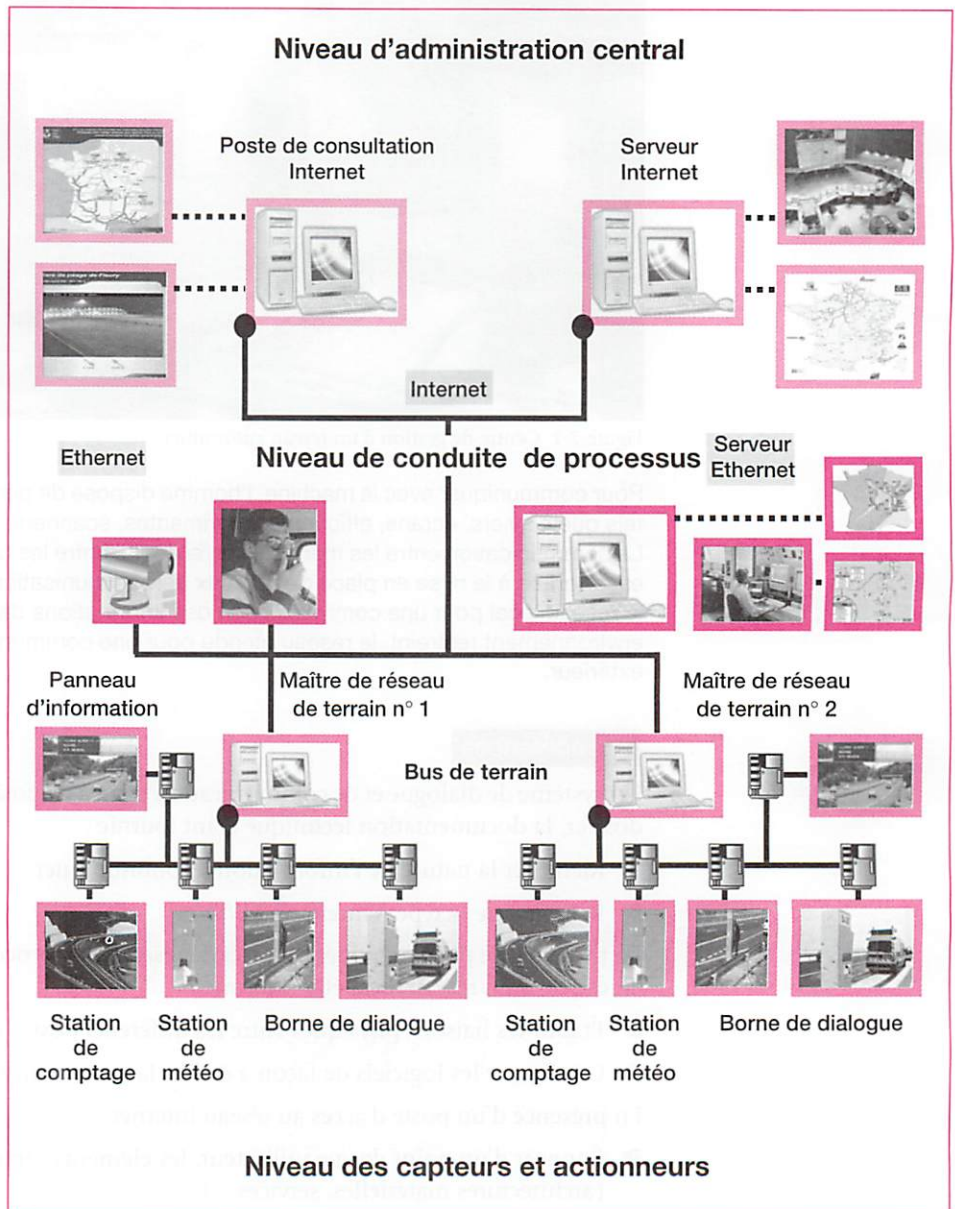 Niveau d'administration central
Poste de consultation
Internet
Serveur
Internet
Internet
Ethernet
Niveau de conduite de processus
Serveur
Ethernet
Panneau
d'information
Maître de réseau
de terrain n° 1
Maître de réseau
de terrain n° 2
Bus de terrain
Station
de
comptage
Station
de
météo
Borne de dialogue
Station
de
comptage
Station
de
météo
Borne de dialogue
Niveau des capteurs et actionneurs